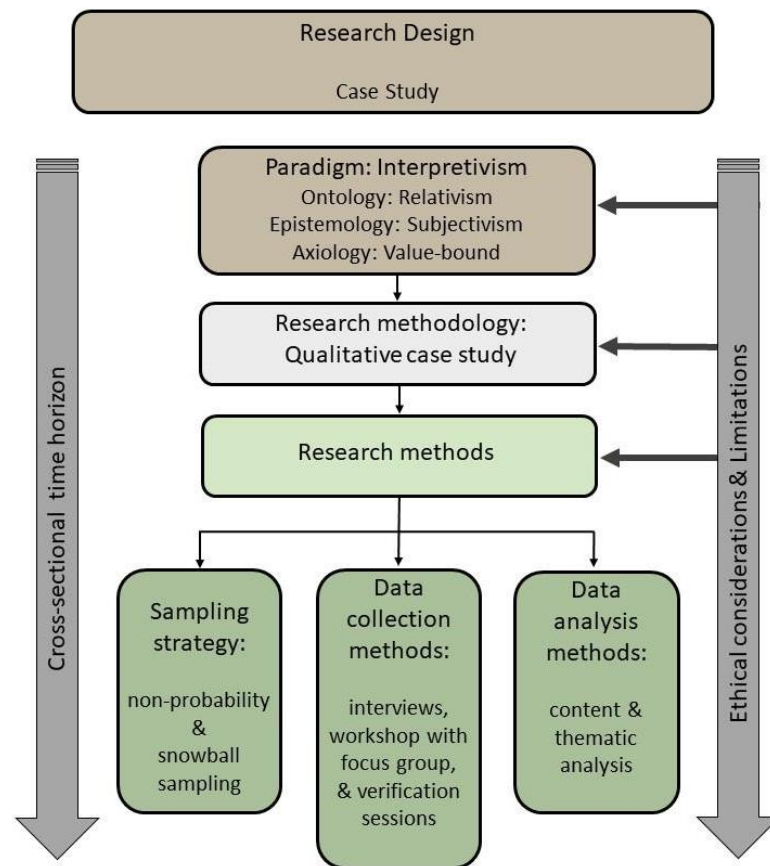 Research Design
Case Study
Paradigm: Interpretivism
Ontology: Relativism
Epistemology: Subjectivism
Axiology: Value-bound
Research methodology:
Qualitative case study
Research methods
Sampling
strategy:
non-probability
&
snowball
sampling
Data
collection
methods:
interviews,
workshop with
focus group,
& verification
sessions
Data
analysis
methods:
content &
thematic
analysis
Cross-sectional time horizon
Ethical considerations & Limitations